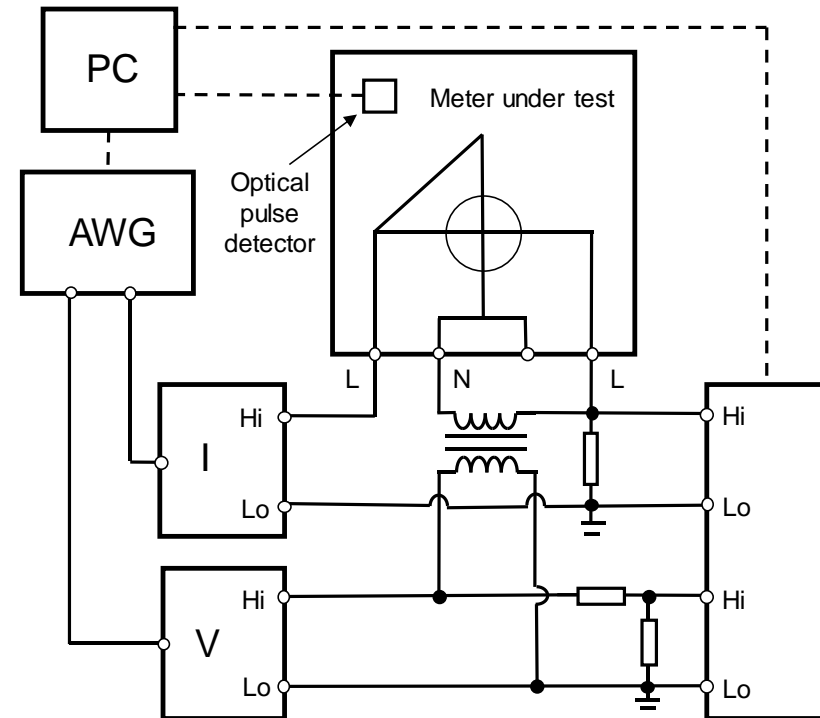 PC
Meter under test
Optical
pulse
detector
AWG
L
N
L
Hi
Hi
I
Lo
Lo
Hi
Hi
V
Lo
Lo